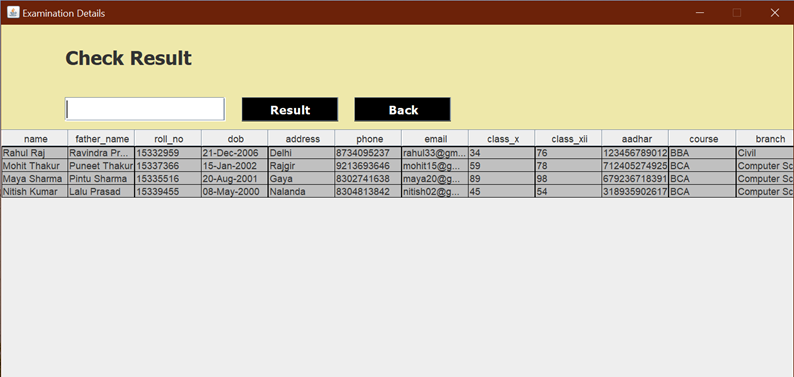 Examination Details
Check Result
Result Back
name father_name roll_no dob address phone email class_x class_xii aadhar course branch
Rahul Raj Ravindra Pr... 15332959 21-Dec-2006 Delhi 8734095237 rahul33@gm... 34 76 123456789012 BBA Civil
Mohit Thakur Puneet Thakur 15337366 15-Jan-2002 Rajgir 9213693646 mohit15@g... 59 78 712405274925 BCA Computer Sc
Maya Sharma Pintu Sharma 15335516 20-Aug-2001 Gaya 8302741638 maya20@g... 89 98 679236718391 BCA Computer Sc
Nitish Kumar Lalu Prasad 15339455 08-May-2000 Nalanda 8304813842 nitish02@g... 45 54 318935902617 BCA Computer Sc